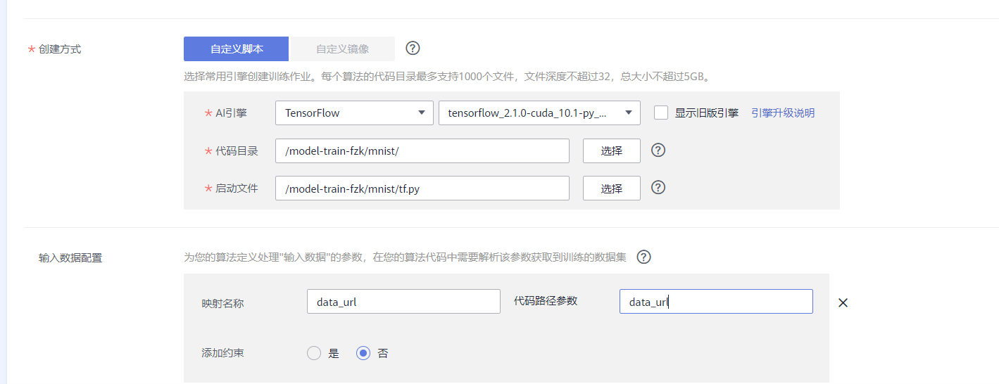 * 创建方式 自定义脚本 自定义镜像 ?
选择常用引擎创建训练作业。每个算法的代码目录最多支持1000个文件，文件深度不超过32，总大小不超过5GB。
* AI引擎 TensorFlow tensorflow_2.1.0-cuda_10.1-py_... 显示旧版引擎 引擎升级说明
* 代码目录 /model-train-fzk/mnist/ 选择 ?
* 启动文件 /model-train-fzk/mnist/tf.py 选择 ?
输入数据配置 为您的算法定义处理"输入数据"的参数，在您的算法代码中需要解析该参数获取到训练的数据集 ?
映射名称 data_url 代码路径参数 data_url
添加约束 是 否